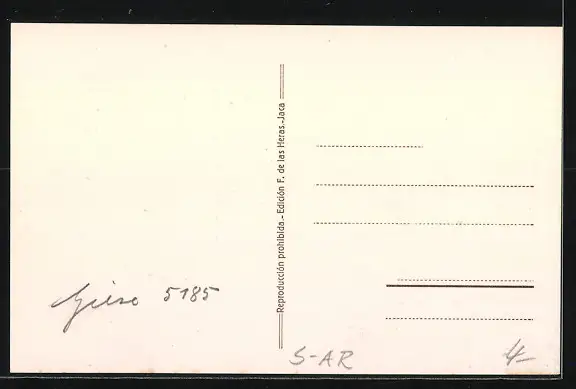 Reproducción prohibida.- Edición F. de las Heras.-Jaca
5185
S-AR
4-